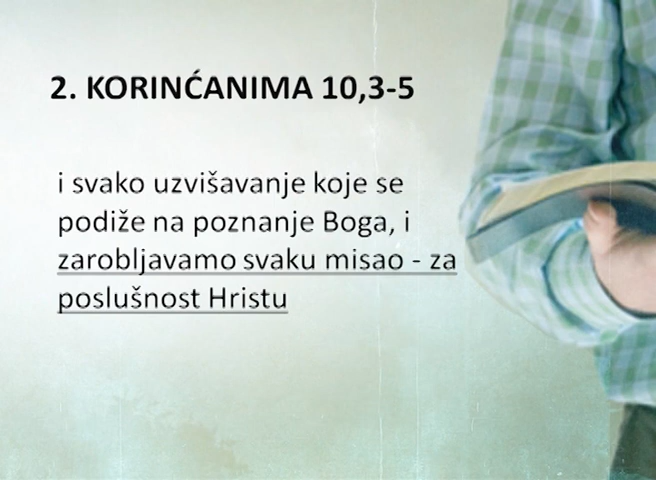 2. KORINĆANIMA 10,3-5
i svako uzvišavanje koje se
podiže na poznanje Boga, i
zarobljavamo svaku misao - za
poslušnost Hristu